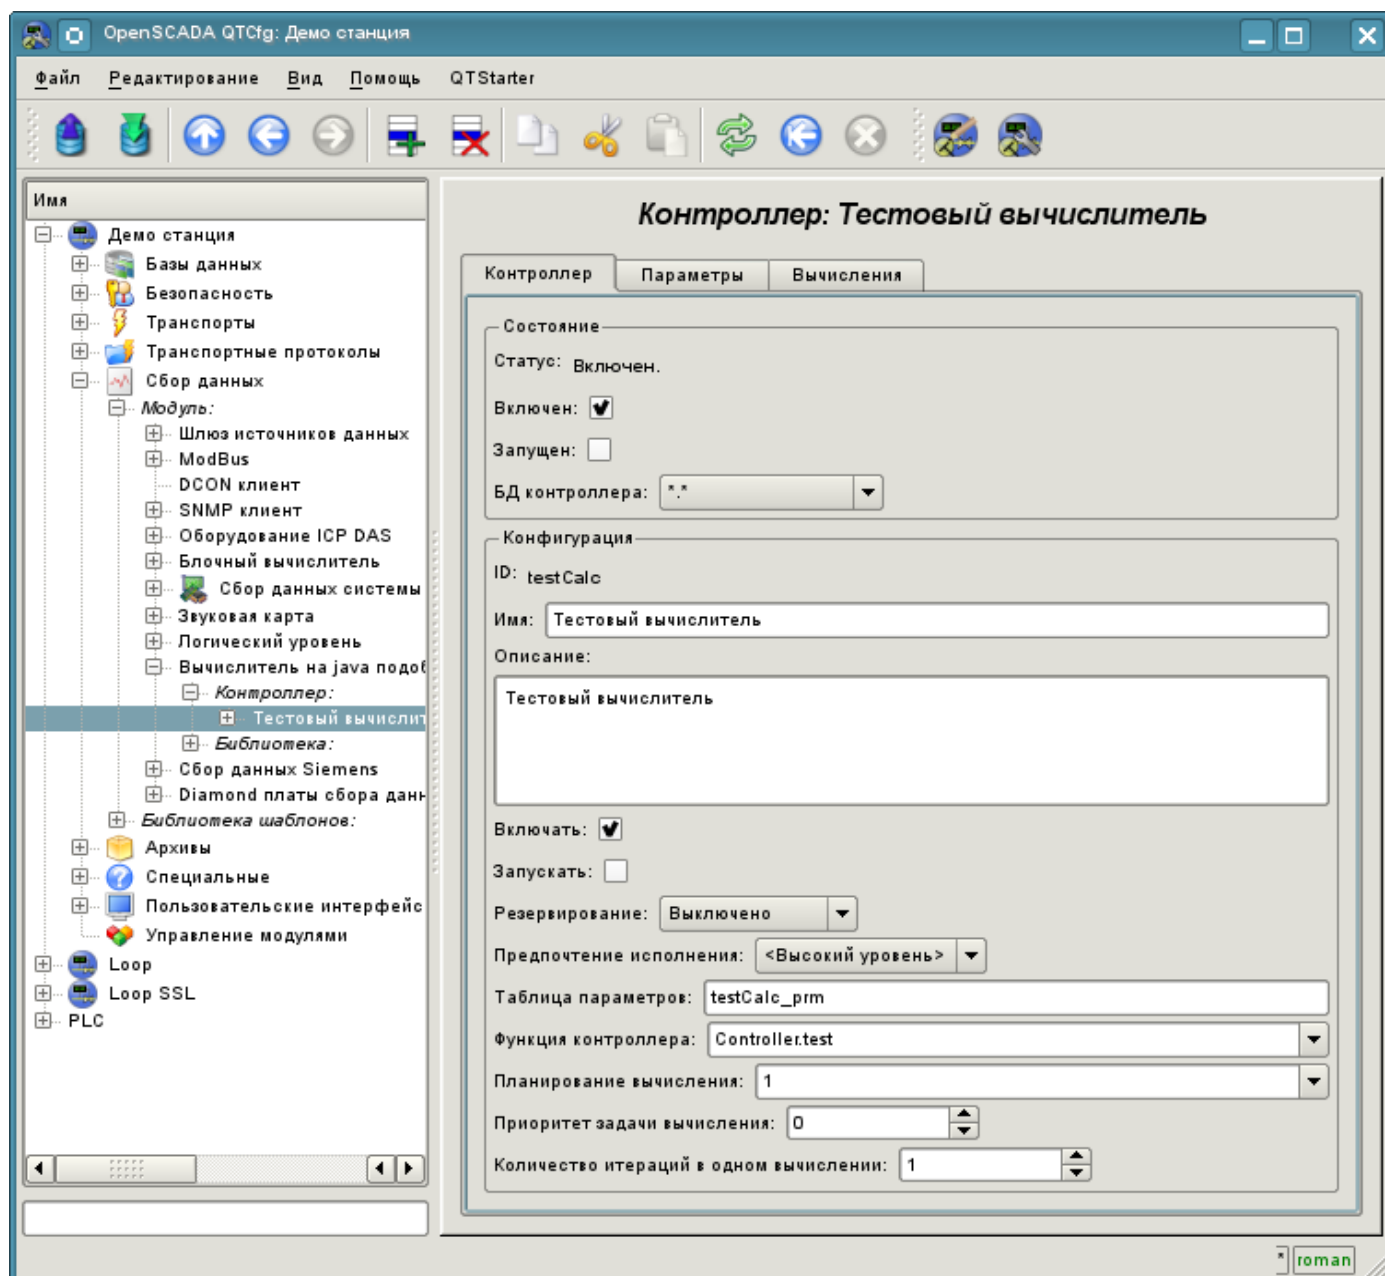 OpenSCADA QTCfg: Демо станция
Файл Редактирование Вид Помощь QTStarter
Имя
Демо станция
Базы данных
Безопасность
Транспорты
Транспортные протоколы
Сбор данных
Модуль:
Шлюз источников данных
ModBus
DCON клиент
SNMP клиент
Оборудование ICP DAS
Блочный вычислитель
Сбор данных системы
Звуковая карта
Логический уровень
Вычислитель на java подоб
Контроллер:
Тестовый вычислит
Библиотека:
Сбор данных Siemens
Diamond платы сбора данн
Библиотека шаблонов:
Архивы
Специальные
Пользовательские интерфейс
Управление модулями
Loop
Loop SSL
PLC
Контроллер: Тестовый вычислитель
Контроллер Параметры Вычисления
Состояние
Статус: Включен.
Включен:
Запущен:
БД контроллера: *.*
Конфигурация
ID: testCalc
Имя: Тестовый вычислитель
Описание:
Тестовый вычислитель
Включать:
Запускать:
Резервирование: Выключено
Предпочтение исполнения: <Высокий уровень>
Таблица параметров: testCalc_prm
Функция контроллера: Controller.test
Планирование вычисления: 1
Приоритет задачи вычисления: 0
Количество итераций в одном вычислении: 1
* roman